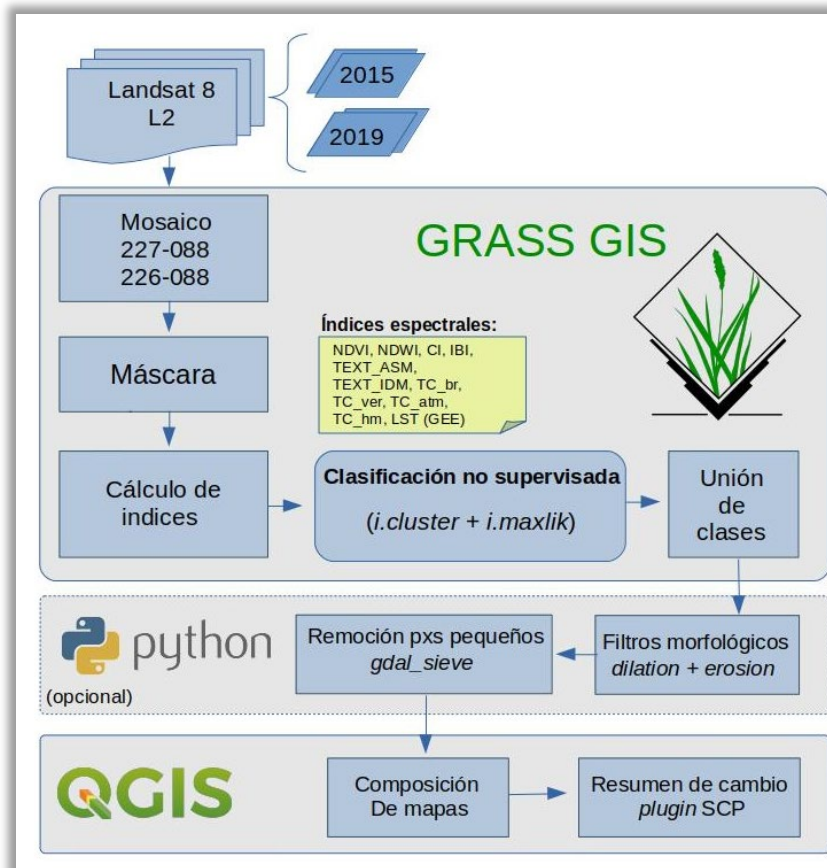 Landsat 8
L2
2015
2019
Mosaico
227-088
226-088
GRASS GIS
Máscara
Índices espectrales:
NDVI, NDWI, CI, IBI,
TEXT_ASM,
TEXT_IDM, TC_br,
TC_ver, TC_atm,
TC_hm, LST (GEE)
Cálculo de
indices
Clasificación no supervisada
(i.cluster + i.maxlik)
Unión
de
clases
python
(opcional)
Remoción pxs pequeños
gdal_sieve
Filtros morfológicos
dilation + erosion
QGIS
Composición
De mapas
Resumen de cambio
plugin SCP